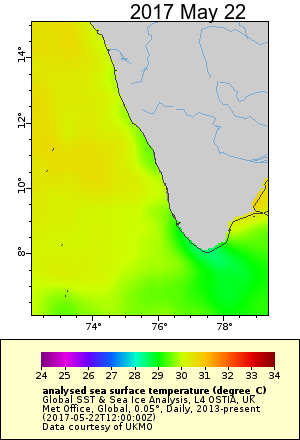 2017 May 22
14°
12°
10°
8°
74° 76° 78°
24 25 26 27 28 29 30 31 32 33 34
analysed sea surface temperature (degree_C)
Global SST & Sea Ice Analysis, L4 OSTIA, UK
Met Office, Global, 0.05°, Daily, 2013-present
(2017-05-22T12:00:00Z)
Data courtesy of UKMO